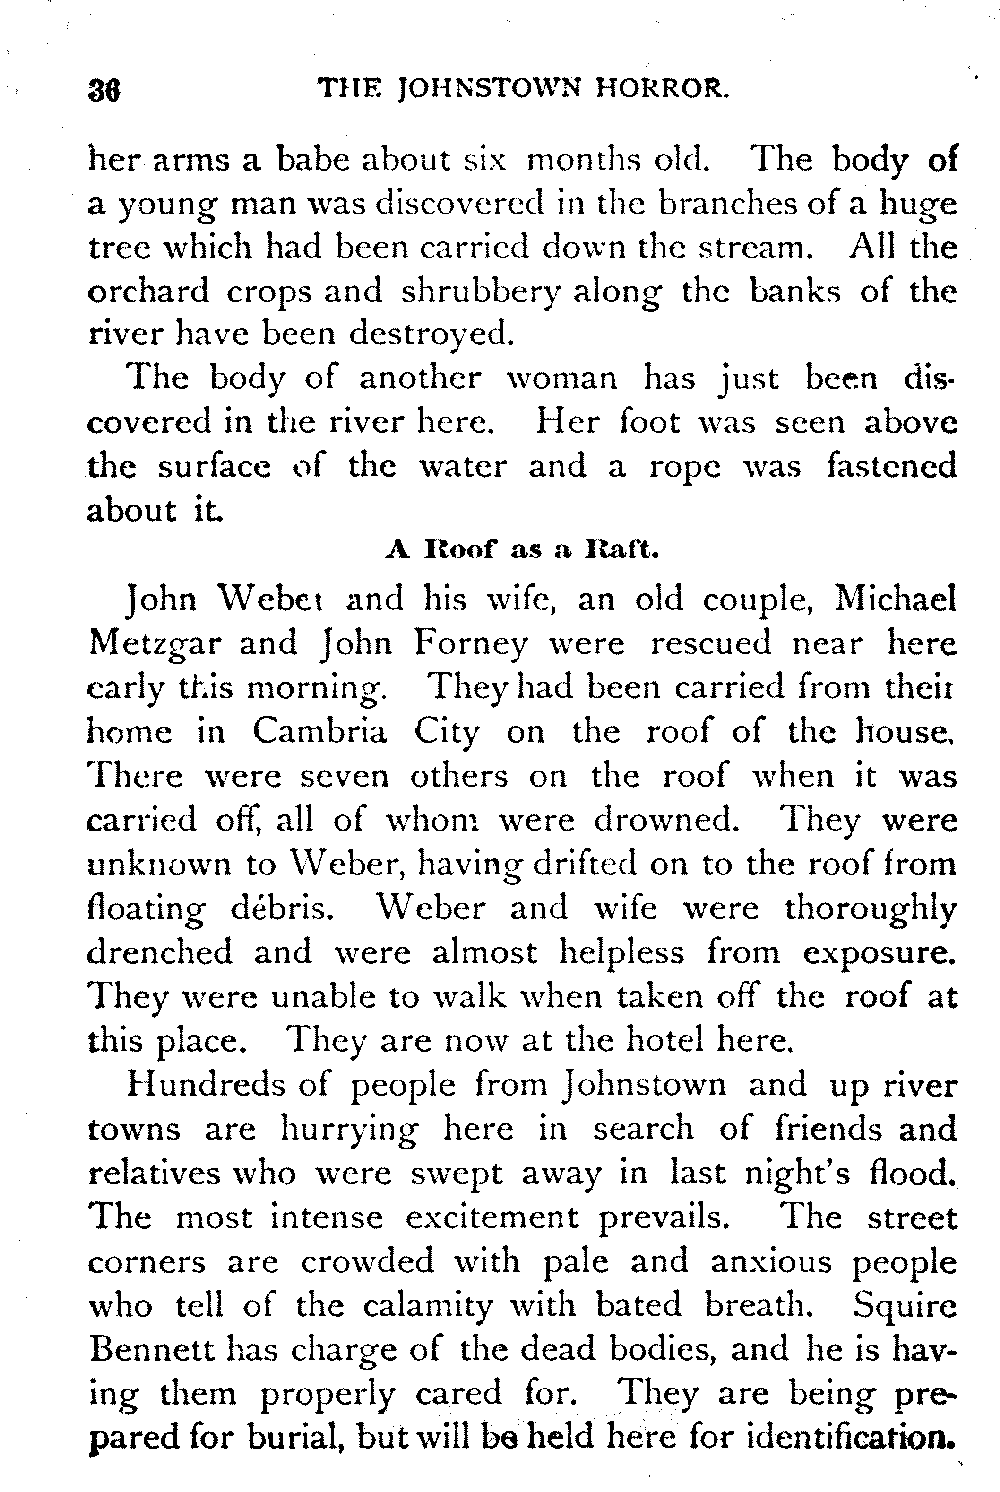 36 THE JOHNSTOWN HORROR.
her arms a babe about six months old. The body of
a young man was discovered in the branches of a huge
tree which had been carried down the stream. All the
orchard crops and shrubbery along the banks of the
river have been destroyed.
The body of another woman has just been dis-
covered in the river here. Her foot was seen above
the surface of the water and a rope was fastened
about it.
A Roof as a Raft.
John Weber and his wife, an old couple, Michael
Metzgar and John Forney were rescued near here
early this morning. They had been carried from their
home in Cambria City on the roof of the house.
There were seven others on the roof when it was
carried off, all of whom were drowned. They were
unknown to Weber, having drifted on to the roof from
floating débris. Weber and wife were thoroughly
drenched and were almost helpless from exposure.
They were unable to walk when taken off the roof at
this place. They are now at the hotel here.
Hundreds of people from Johnstown and up river
towns are hurrying here in search of friends and
relatives who were swept away in last night's flood.
The most intense excitement prevails. The street
corners are crowded with pale and anxious people
who tell of the calamity with bated breath. Squire
Bennett has charge of the dead bodies, and he is hav-
ing them properly cared for. They are being pre-
pared for burial, but will be held here for identification.